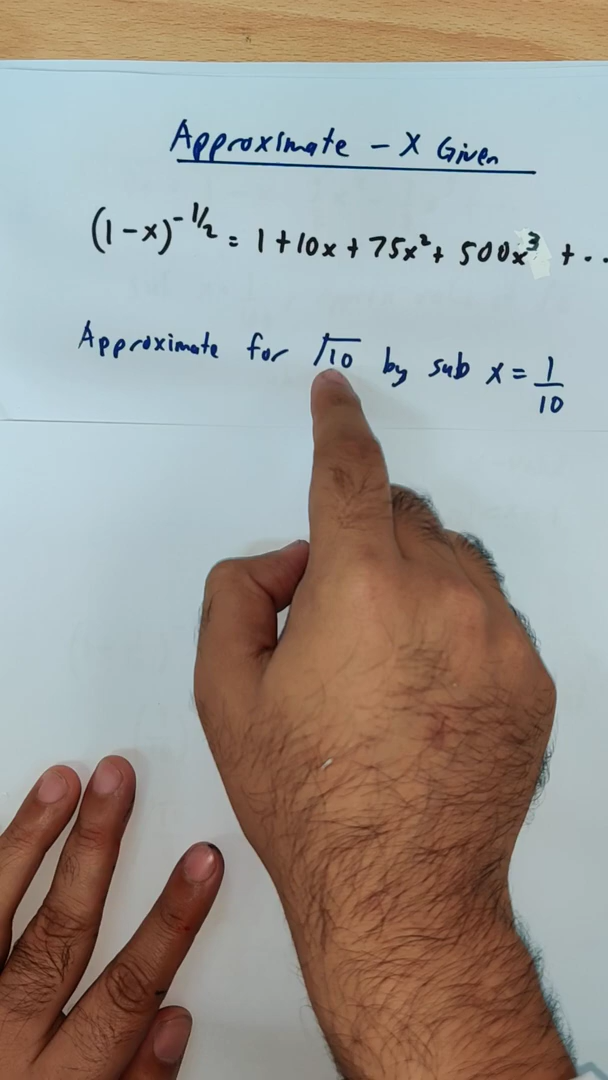 Approximate - X Given
(1-x)^-1/2 = 1 + 10x + 75x² + 500x³ + ..
Approximate for √10 by sub x = 1/10